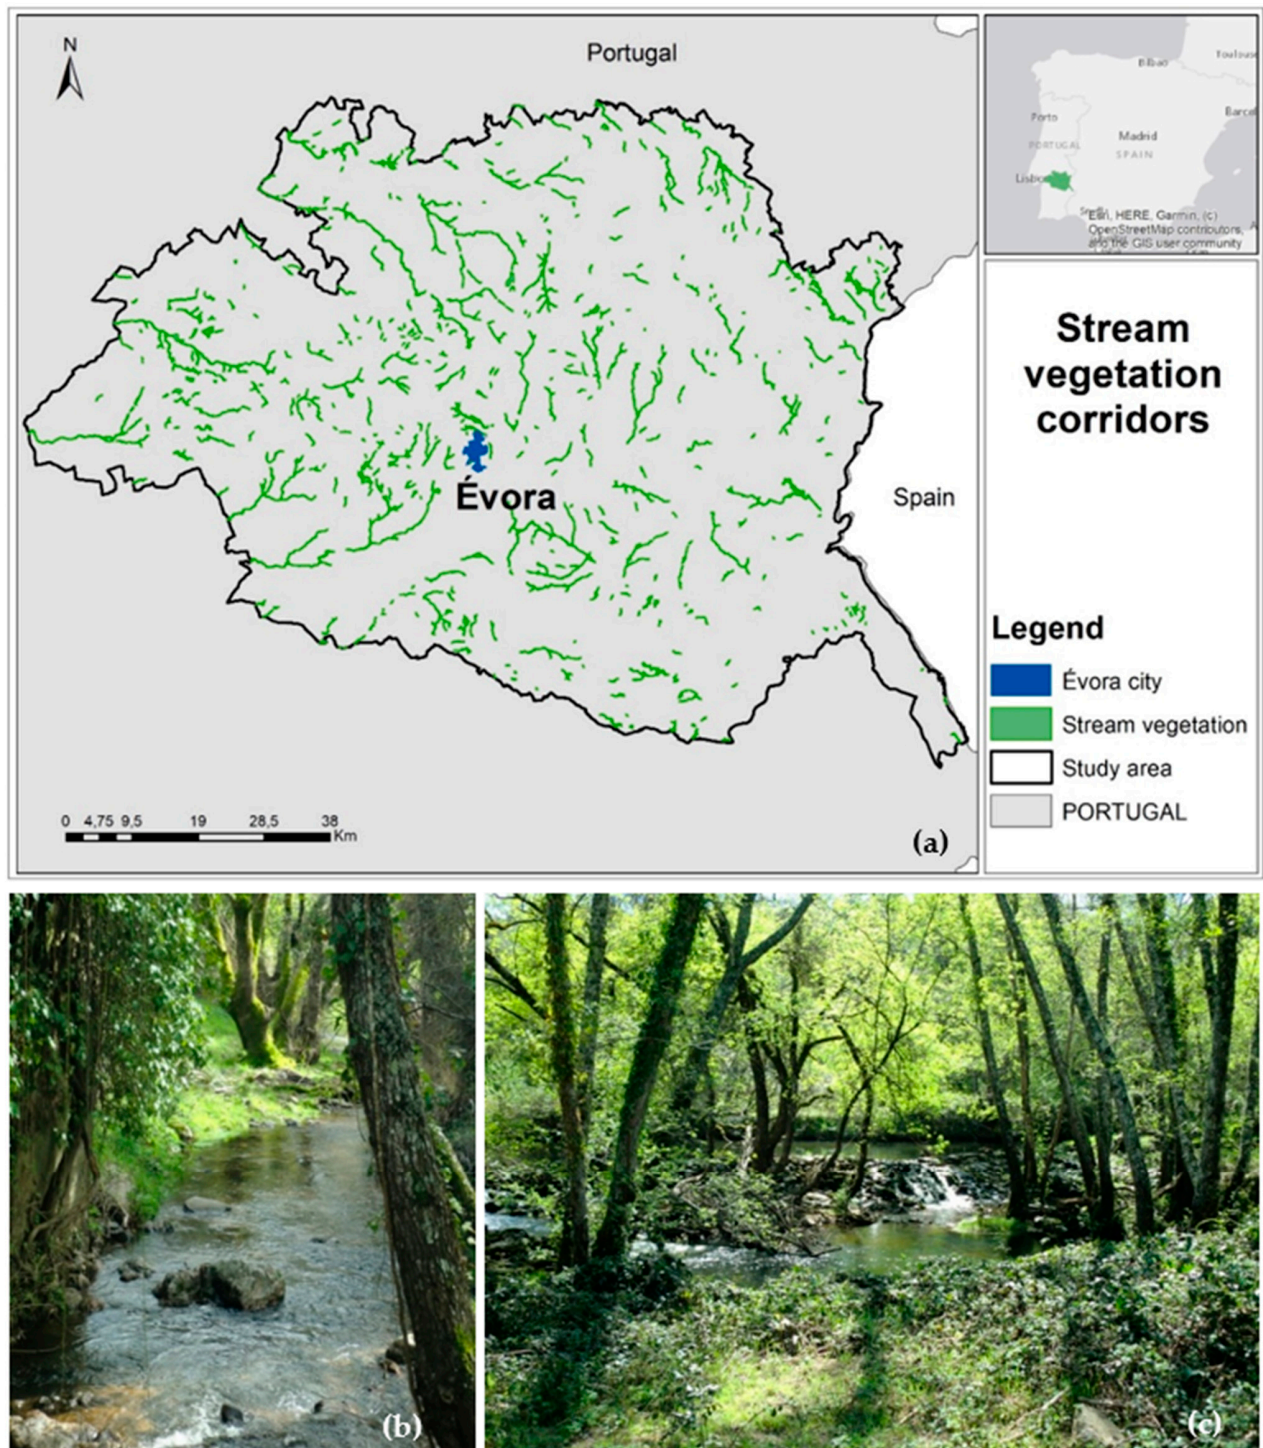 N
Portugal
Évora
Spain
0 4,75 9,5 19 28,5 38
Km
(a)
Bilbao
Porto
Madrid
PORTUGAL
SPAIN
Esri, HERE, Garmin, (c)
OpenStreetMap contributors,
and the GIS user community
Stream
vegetation
corridors
Legend
Évora city
Stream vegetation
Study area
PORTUGAL
(b)
(c)